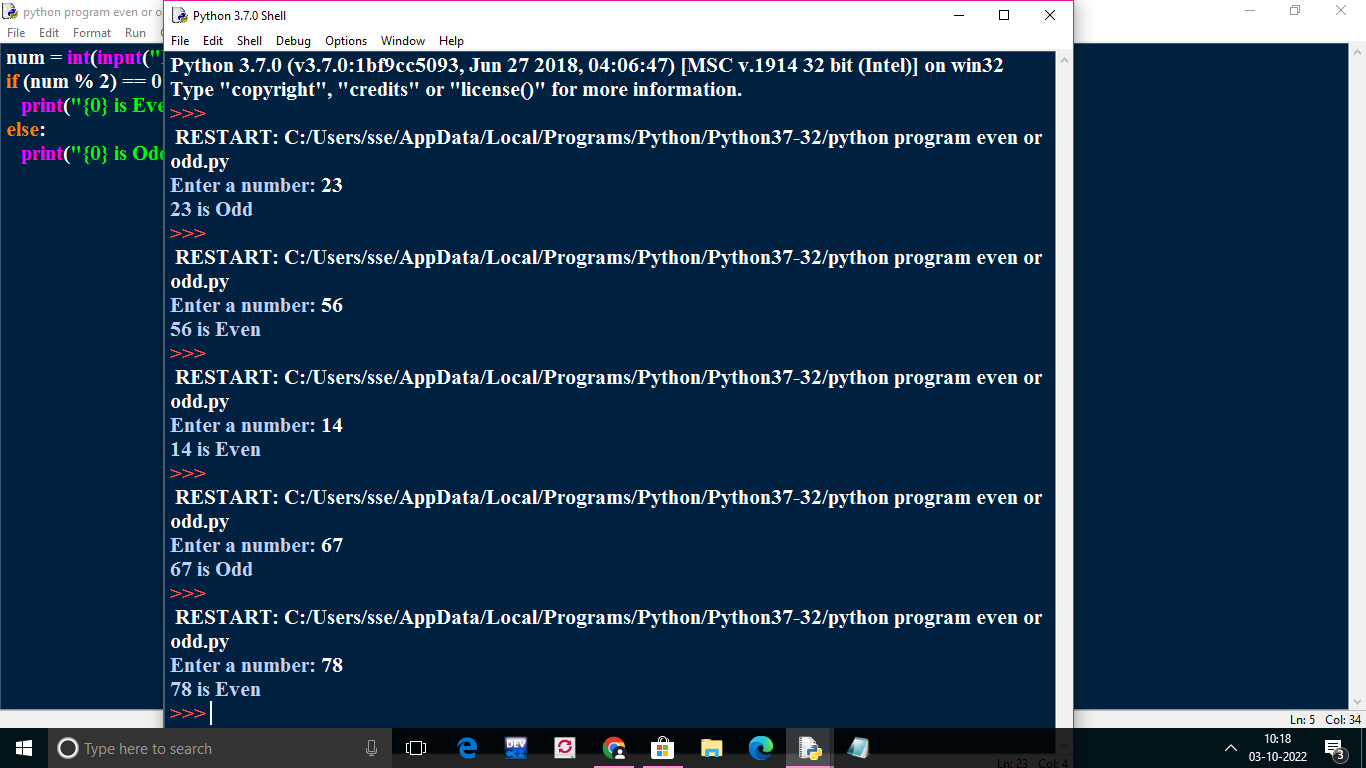 python program even or o
File Edit Format Run
num = int(input("
if (num % 2) == 0
print("{0} is Eve
else:
print("{0} is Od
Python 3.7.0 Shell
File Edit Shell Debug Options Window Help
Python 3.7.0 (v3.7.0:1bf9cc5093, Jun 27 2018, 04:06:47) [MSC v.1914 32 bit (Intel)] on win32
Type "copyright", "credits" or "license()" for more information.
>>>
RESTART: C:/Users/sse/AppData/Local/Programs/Python/Python37-32/python program even or
odd.py
Enter a number: 23
23 is Odd
>>>
RESTART: C:/Users/sse/AppData/Local/Programs/Python/Python37-32/python program even or
odd.py
Enter a number: 56
56 is Even
>>>
RESTART: C:/Users/sse/AppData/Local/Programs/Python/Python37-32/python program even or
odd.py
Enter a number: 14
14 is Even
>>>
RESTART: C:/Users/sse/AppData/Local/Programs/Python/Python37-32/python program even or
odd.py
Enter a number: 67
67 is Odd
>>>
RESTART: C:/Users/sse/AppData/Local/Programs/Python/Python37-32/python program even or
odd.py
Enter a number: 78
78 is Even
>>>
Ln: 5 Col: 34
Ln: 23 Col: 4
Type here to search
DEV
10:18
03-10-2022
3